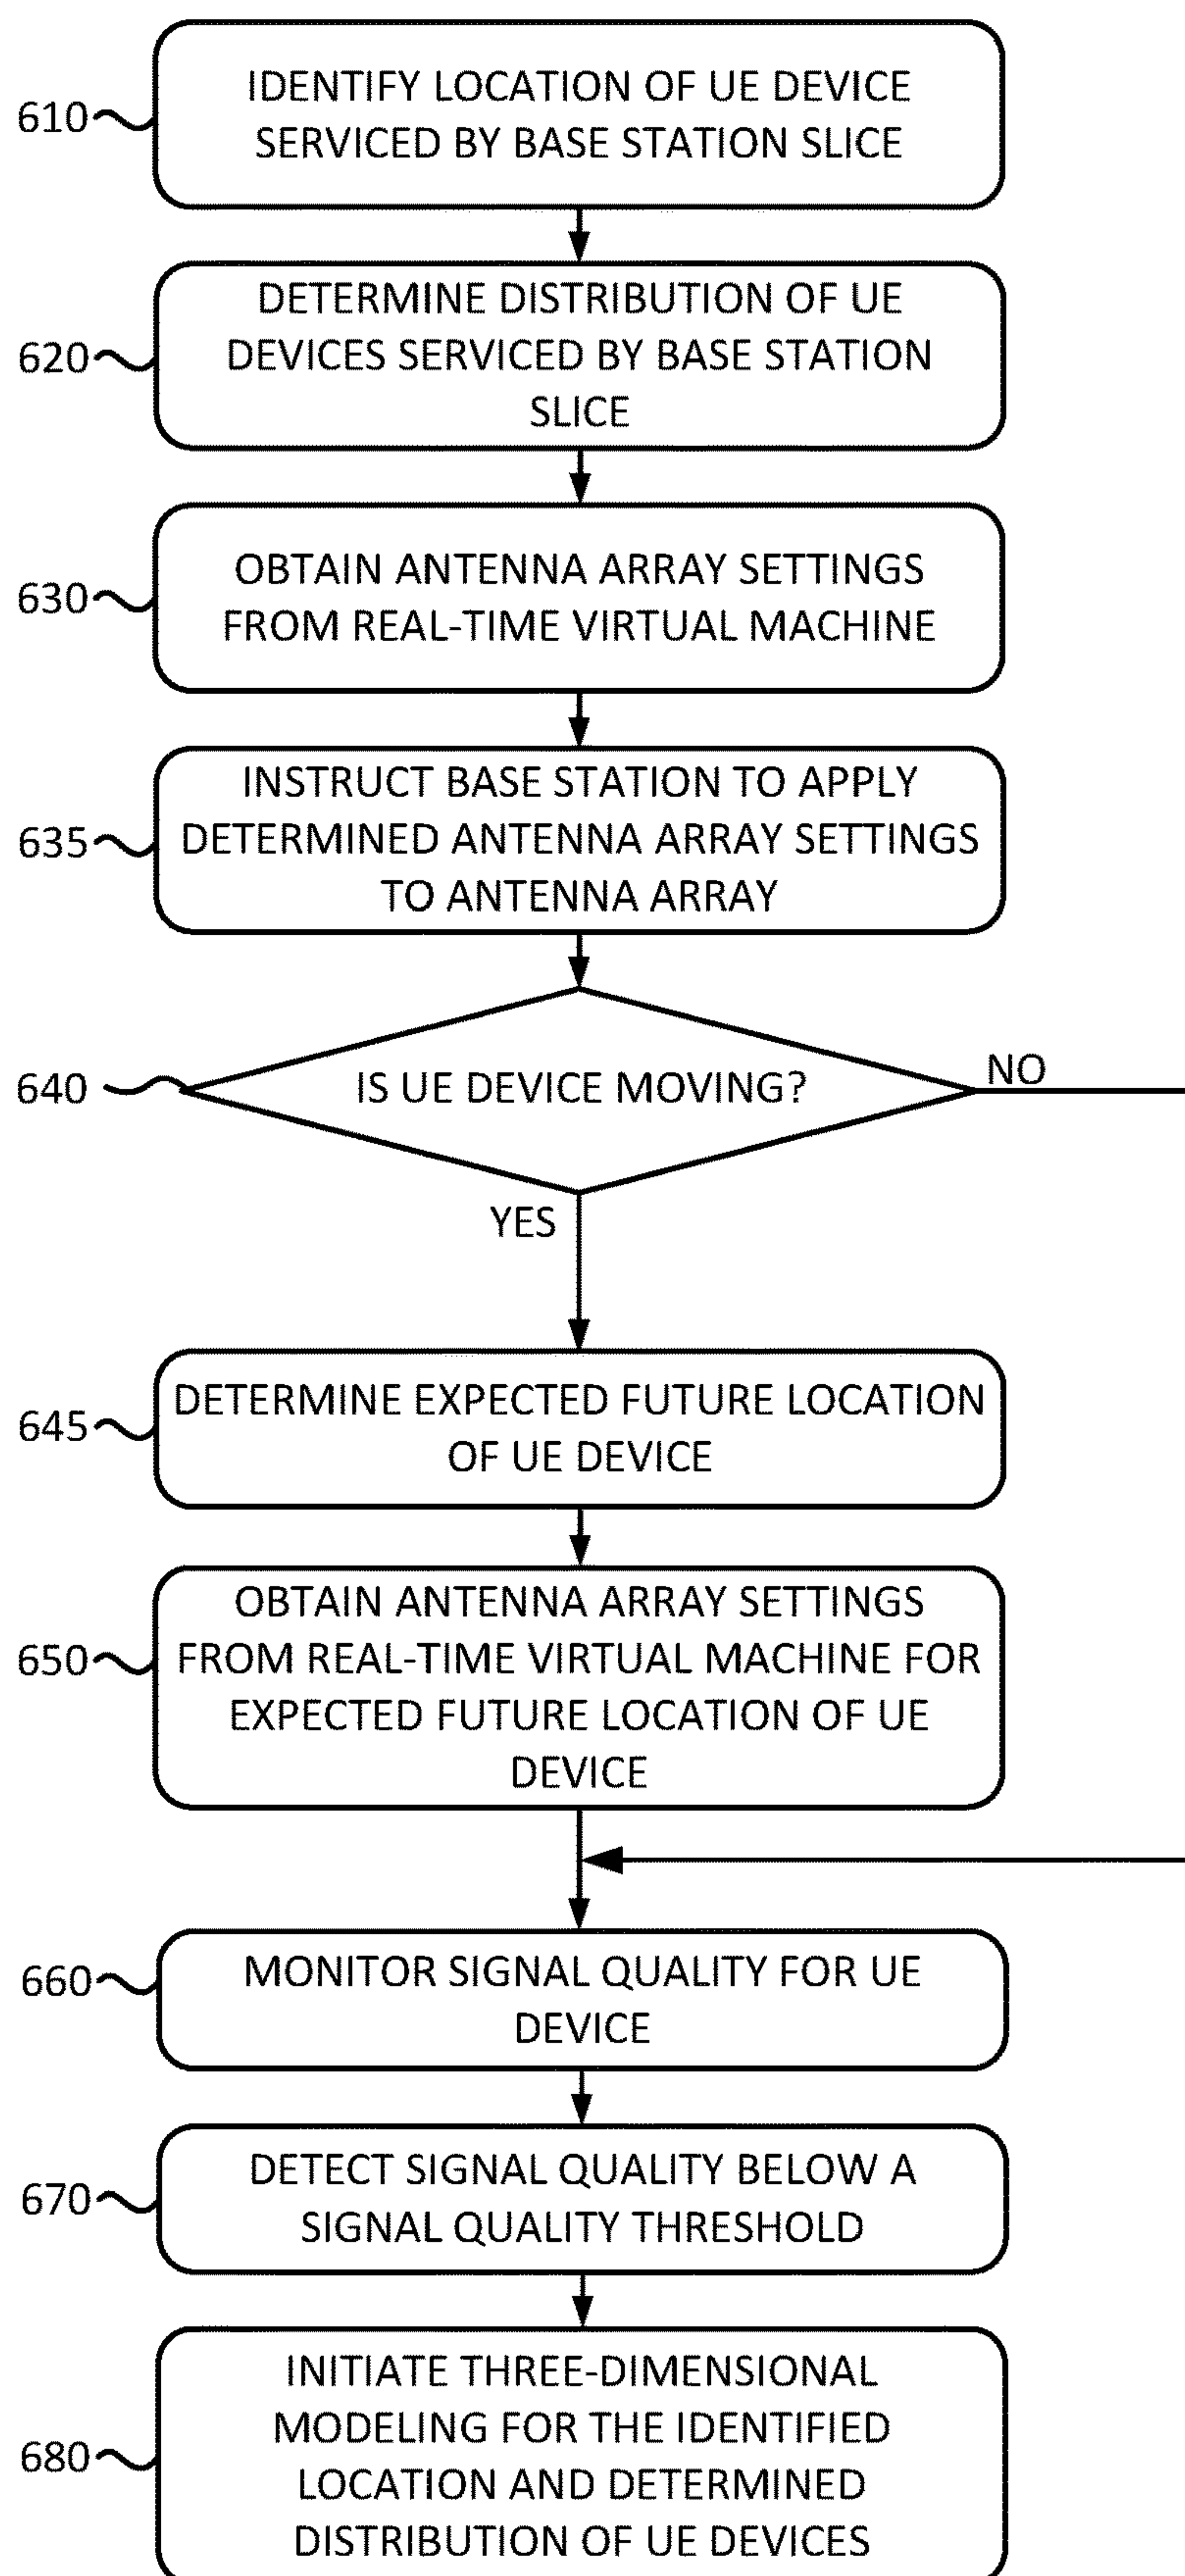 610
IDENTIFY LOCATION OF UE DEVICE
SERVICED BY BASE STATION SLICE
620
DETERMINE DISTRIBUTION OF UE
DEVICES SERVICED BY BASE STATION
SLICE
630
OBTAIN ANTENNA ARRAY SETTINGS
FROM REAL-TIME VIRTUAL MACHINE
635
INSTRUCT BASE STATION TO APPLY
DETERMINED ANTENNA ARRAY SETTINGS
TO ANTENNA ARRAY
640
IS UE DEVICE MOVING?
NO
YES
645
DETERMINE EXPECTED FUTURE LOCATION
OF UE DEVICE
650
OBTAIN ANTENNA ARRAY SETTINGS
FROM REAL-TIME VIRTUAL MACHINE FOR
EXPECTED FUTURE LOCATION OF UE
DEVICE
660
MONITOR SIGNAL QUALITY FOR UE
DEVICE
670
DETECT SIGNAL QUALITY BELOW A
SIGNAL QUALITY THRESHOLD
680
INITIATE THREE-DIMENSIONAL
MODELING FOR THE IDENTIFIED
LOCATION AND DETERMINED
DISTRIBUTION OF UE DEVICES